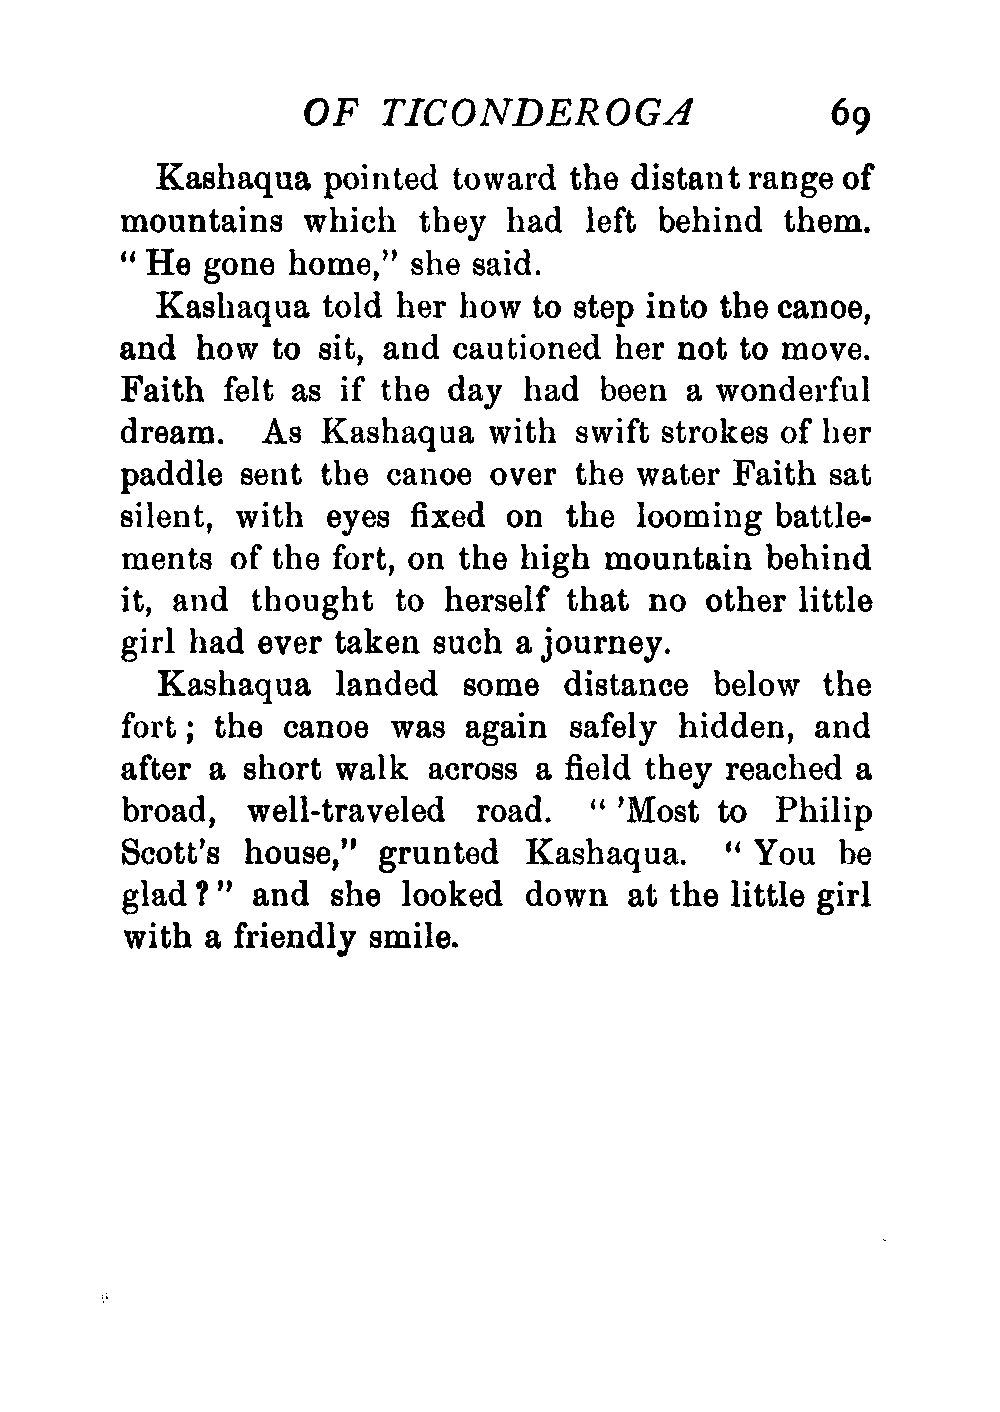 OF TICONDEROGA 69
Kashaqua pointed toward the distant range of
mountains which they had left behind them.
“ He gone home,” she said.
Kashaqua told her how to step into the canoe,
and how to sit, and cautioned her not to move.
Faith felt as if the day had been a wonderful
dream. As Kashaqua with swift strokes of her
paddle sent the canoe over the water Faith sat
silent, with eyes fixed on the looming battle-
ments of the fort, on the high mountain behind
it, and thought to herself that no other little
girl had ever taken such a journey.
Kashaqua landed some distance below the
fort ; the canoe was again safely hidden, and
after a short walk across a field they reached a
broad, well-traveled road. “ ’Most to Philip
Scott’s house,” grunted Kashaqua. “ You be
glad ? ” and she looked down at the little girl
with a friendly smile.